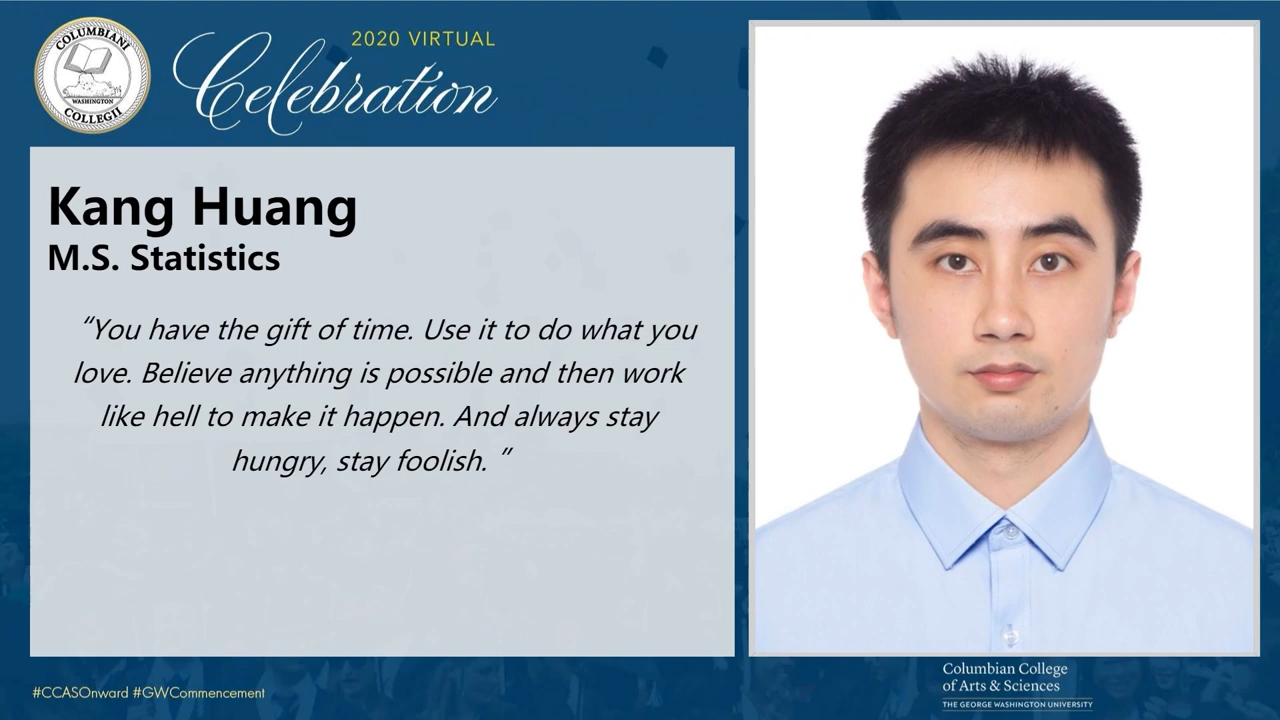 COLUMBIANI
WASHINGTON
COLLEGII
2020 VIRTUAL
Celebration
Kang Huang
M.S. Statistics
“You have the gift of time. Use it to do what you
love. Believe anything is possible and then work
like hell to make it happen. And always stay
hungry, stay foolish. ”
#CCASOnward #GWCommencement
Columbian College
of Arts & Sciences
THE GEORGE WASHINGTON UNIVERSITY